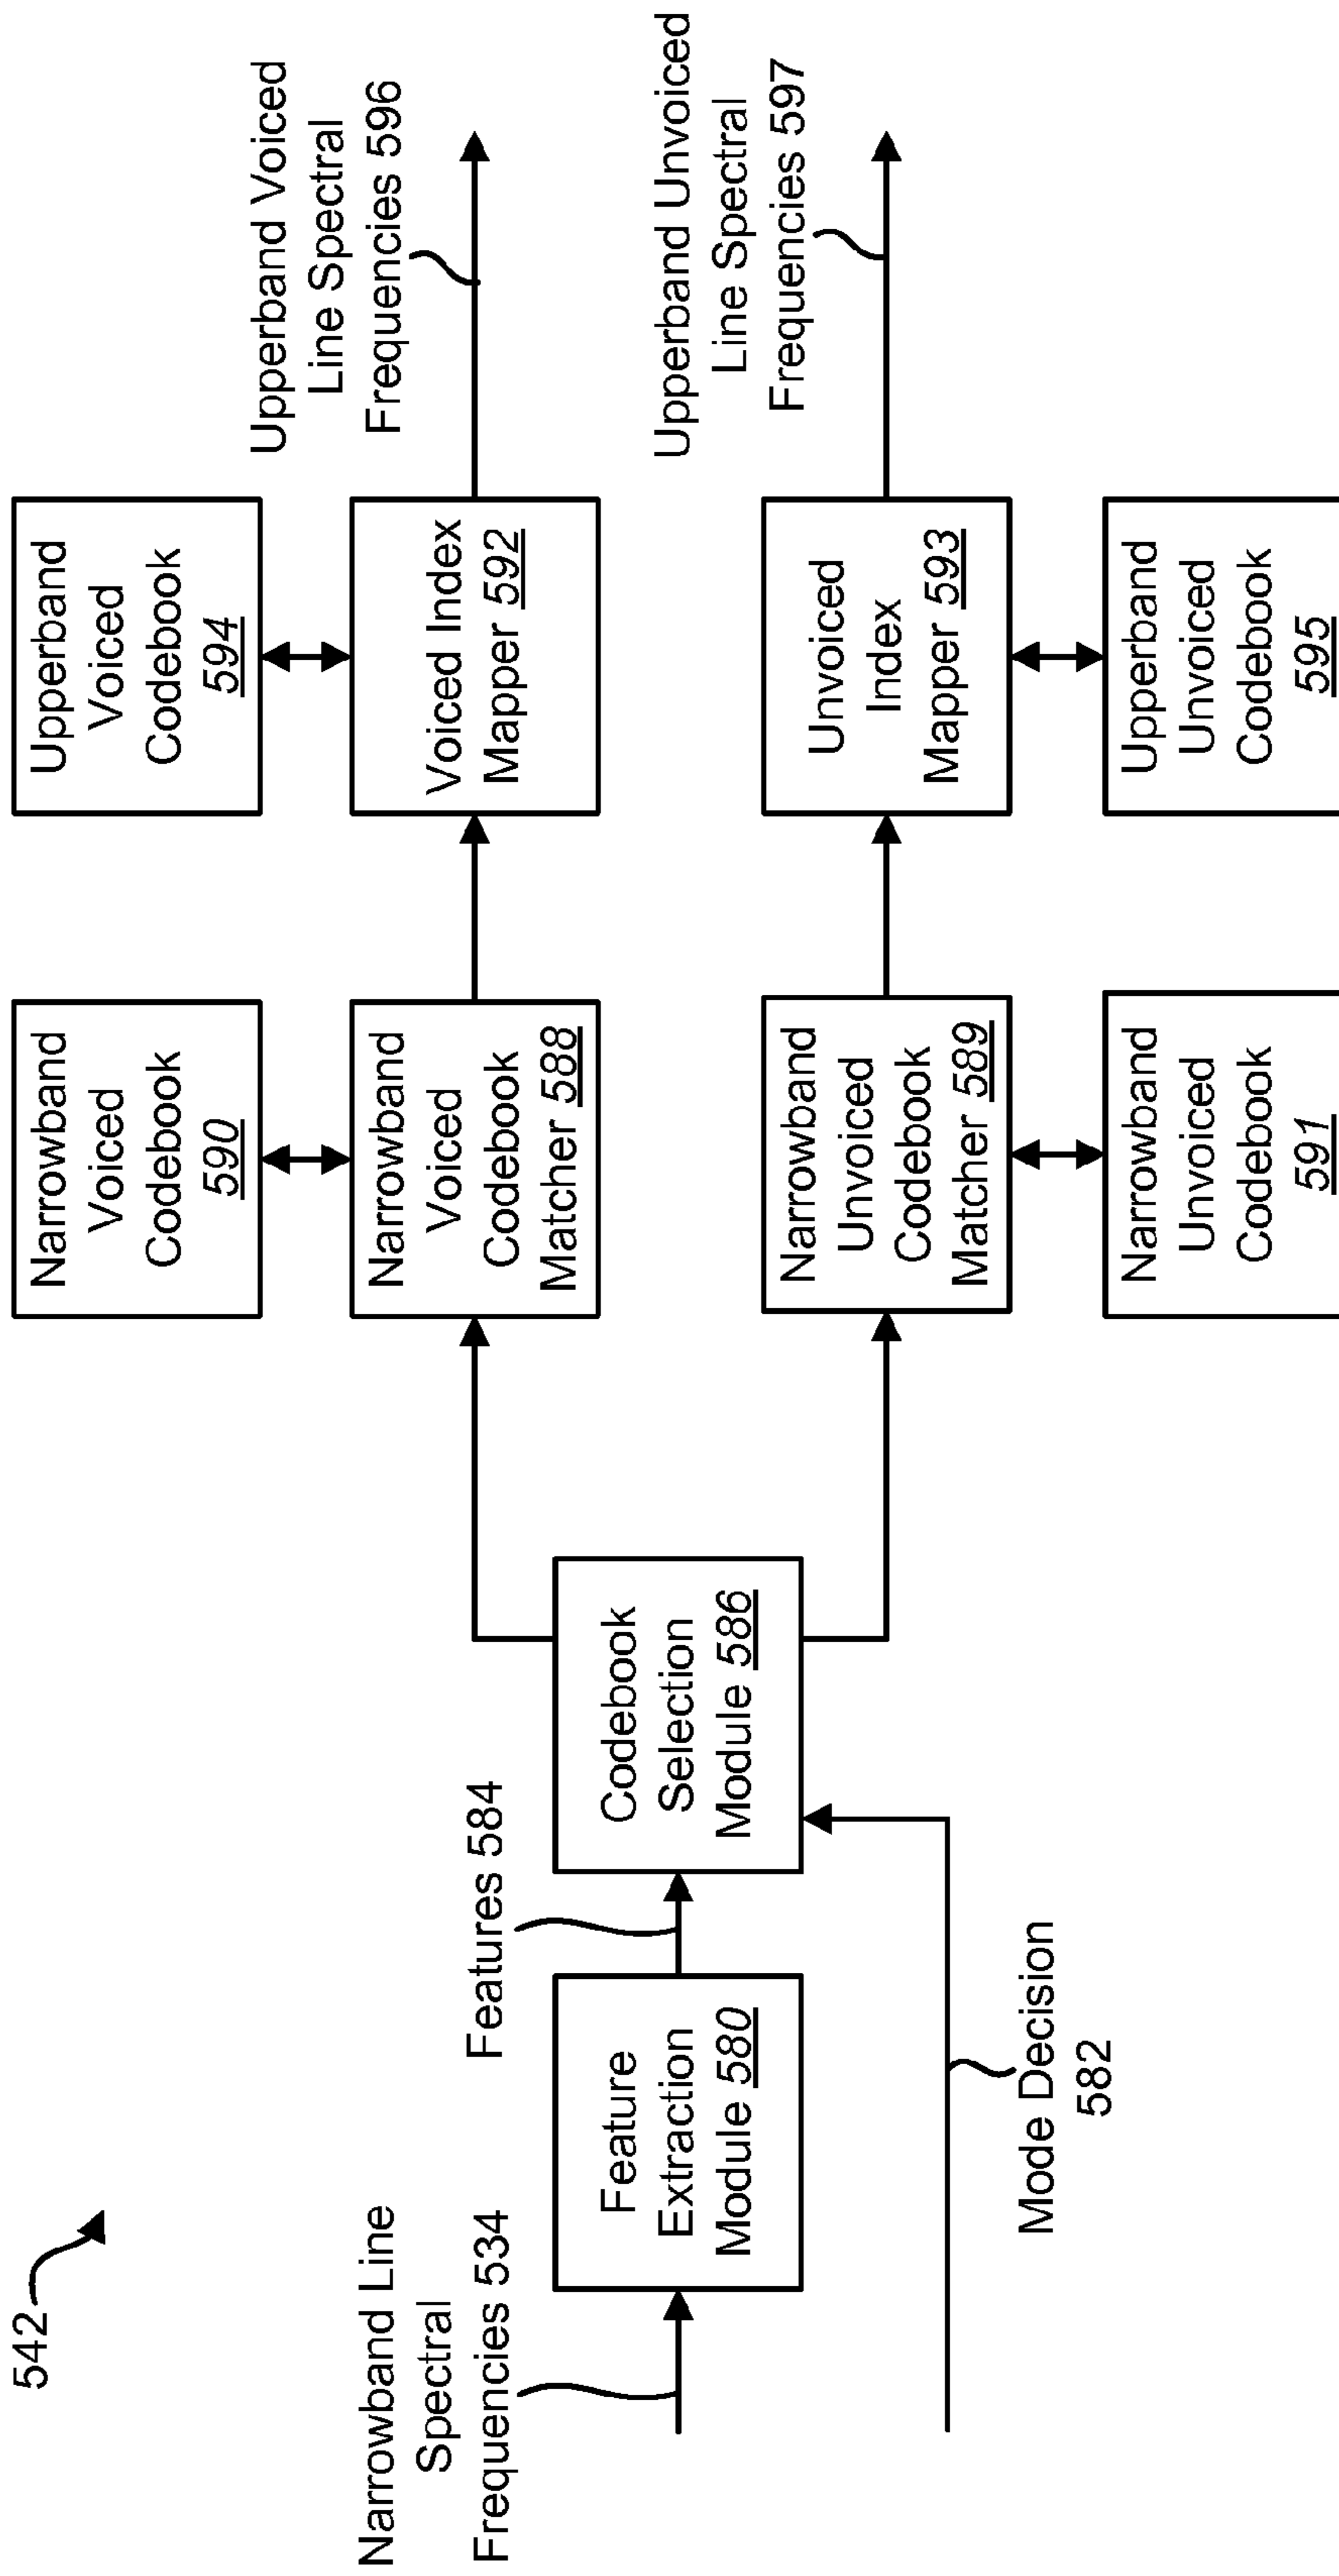 542
Narrowband Line
Spectral
Frequencies 534
Feature
Extraction
Module 580
Features 584
Mode Decision
582
Codebook
Selection
Module 586
Narrowband
Voiced
Codebook
590
Narrowband
Voiced
Codebook
Matcher 588
Narrowband
Unvoiced
Codebook
Matcher 589
Narrowband
Unvoiced
Codebook
591
Upperband
Voiced
Codebook
594
Voiced Index
Mapper 592
Unvoiced
Index
Mapper 593
Upperband
Unvoiced
Codebook
595
Upperband Voiced
Line Spectral
Frequencies 596
Upperband Unvoiced
Line Spectral
Frequencies 597